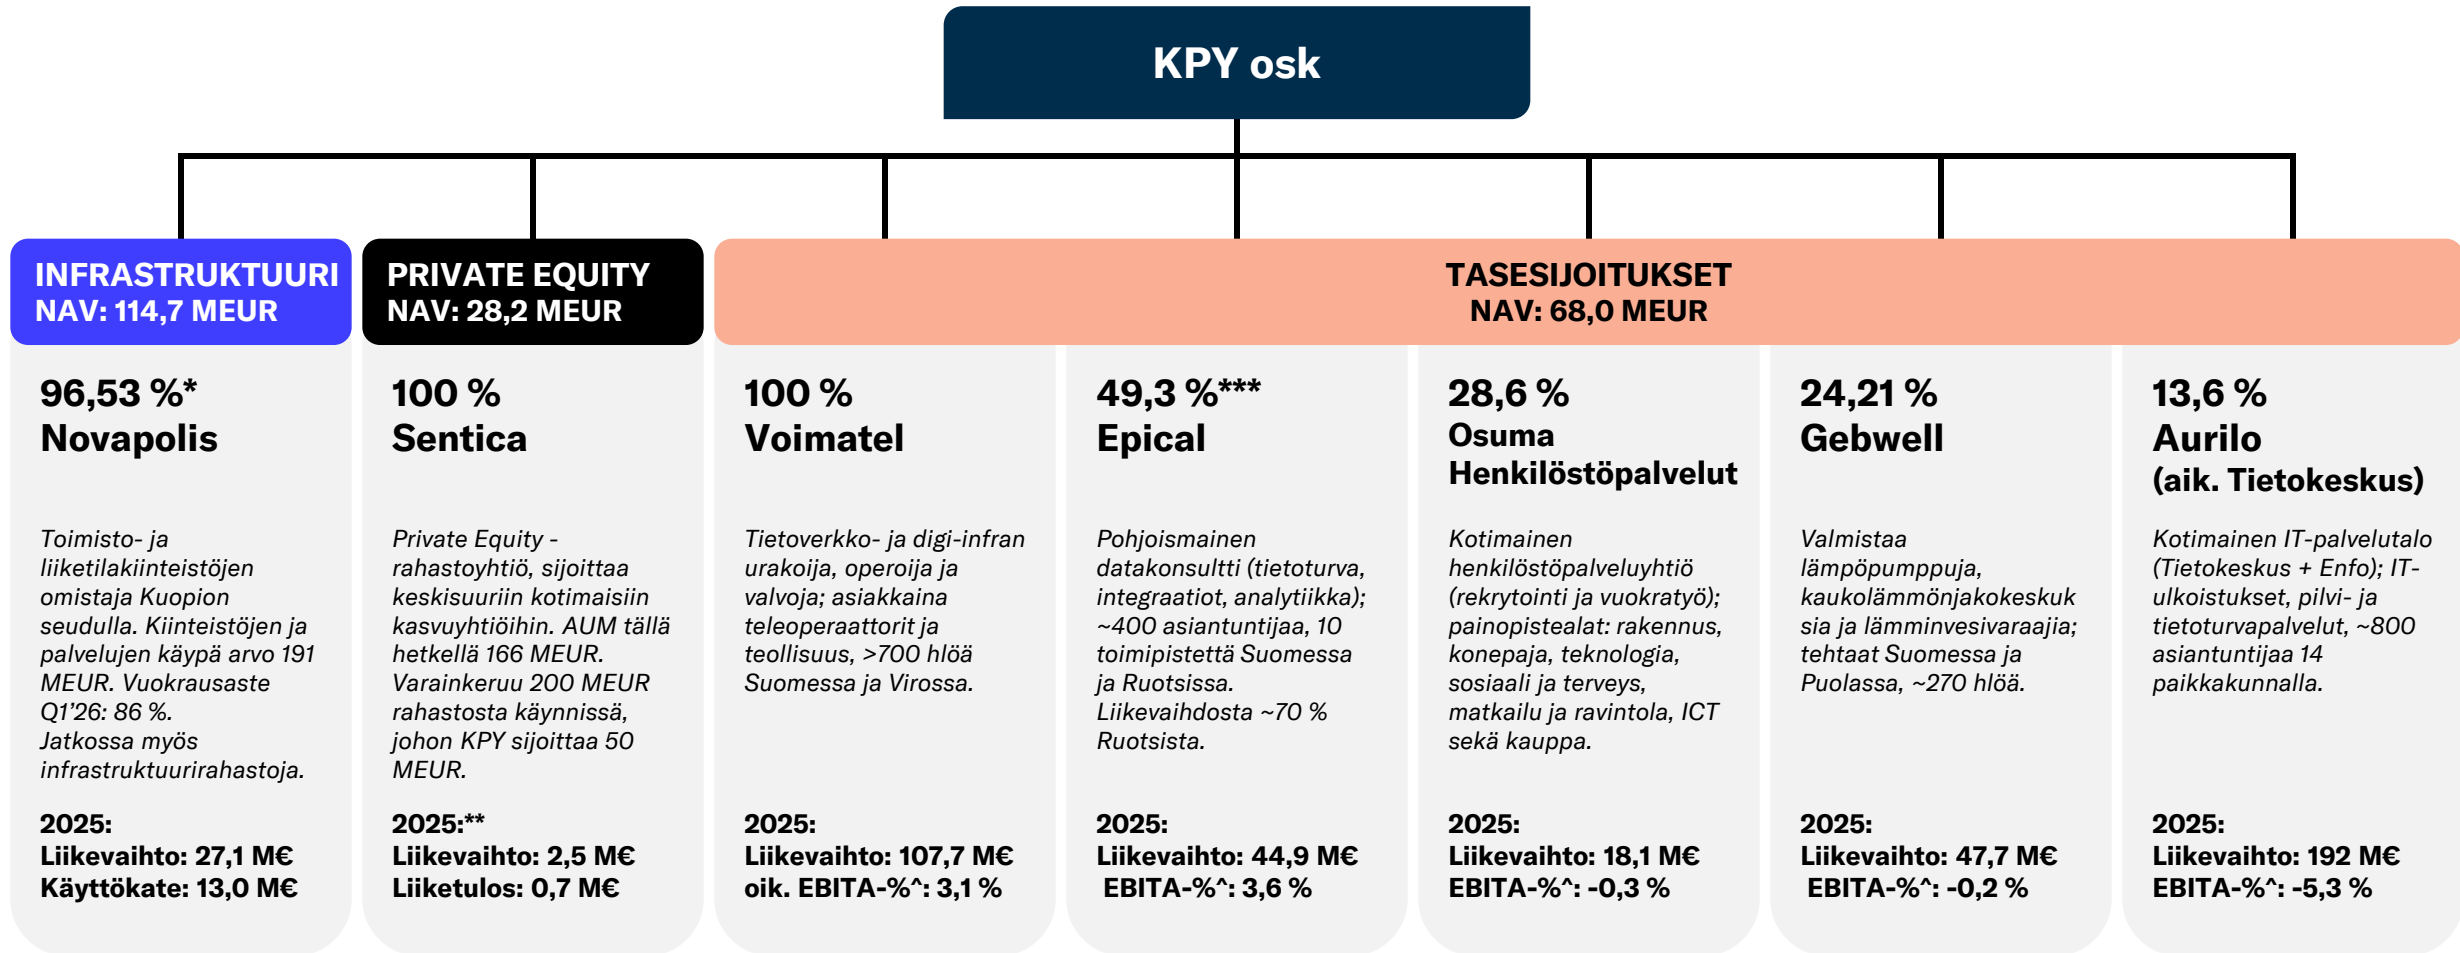 KPY osk
INFRASTRUKTUURI
NAV: 114,7 MEUR
PRIVATE EQUITY
NAV: 28,2 MEUR
TASESIJOITUKSET
NAV: 68,0 MEUR
96,53 %*
Novapolis
Toimisto- ja
liiketilakiinteistöjen
omistaja Kuopion
seudulla. Kiinteistöjen ja
palvelujen käypä arvo 191
MEUR. Vuokrausaste
Q1’26: 86 %.
Jatkossa myös
infrastruktuurirahastoja.
2025:
Liikevaihto: 27,1 M€
Käyttökate: 13,0 M€
100 %
Sentica
Private Equity -
rahastoyhtiö, sijoittaa
keskisuuriin kotimaisiin
kasvuyhtiöihin. AUM tällä
hetkellä 166 MEUR.
Varainkeruu 200 MEUR
rahastosta käynnissä,
johon KPY sijoittaa 50
MEUR.
2025:**
Liikevaihto: 2,5 M€
Liiketulos: 0,7 M€
100 %
Voimatel
Tietoverkko- ja digi-infran
urakoija, operoija ja
valvoja; asiakkaina
teleoperaattorit ja
teollisuus, >700 hlöä
Suomessa ja Virossa.
2025:
Liikevaihto: 107,7 M€
oik. EBITA-%^: 3,1 %
49,3 %***
Epical
Pohjoismainen
datakonsultti (tietoturva,
integraatiot, analytiikka);
~400 asiantuntijaa, 10
toimipistettä Suomessa
ja Ruotsissa.
Liikevaihdosta ~70 %
Ruotsista.
2025:
Liikevaihto: 44,9 M€
EBITA-%^: 3,6 %
28,6 %
Osuma
Henkilöstöpalvelut
Kotimainen
henkilöstöpalveluyhtiö
(rekrytointi ja vuokratyö);
painopistealat: rakennus,
konepaja, teknologia,
sosiaali ja terveys,
matkailu ja ravintola, ICT
sekä kauppa.
2025:
Liikevaihto: 18,1 M€
EBITA-%^: -0,3 %
24,21 %
Gebwell
Valmistaa
lämpöpumppuja,
kaukolämmönjakokeskuk
sia ja lämminvesivaraajia;
tehtaat Suomessa ja
Puolassa, ~270 hlöä.
2025:
Liikevaihto: 47,7 M€
EBITA-%^: -0,2 %
13,6 %
Aurilo
(aik. Tietokeskus)
Kotimainen IT-palvelutalo
(Tietokeskus + Enfo); IT-
ulkoistukset, pilvi- ja
tietoturvapalvelut, ~800
asiantuntijaa 14
paikkakunnalla.
2025:
Liikevaihto: 192 M€
EBITA-%^: -5,3 %